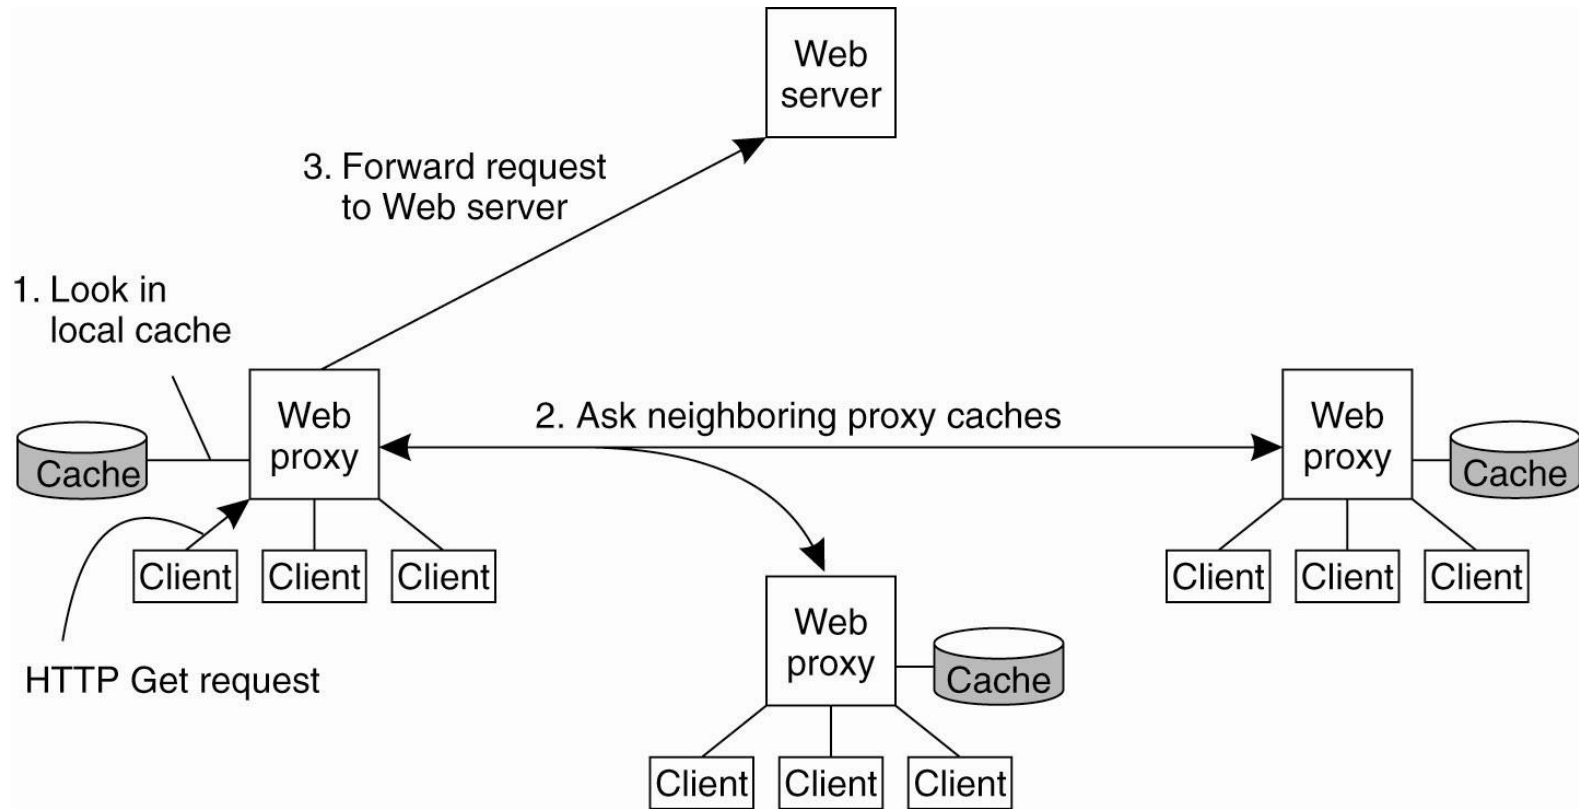 Web
server
3. Forward request
to Web server
1. Look in
local cache
Web
proxy
Cache
2. Ask neighboring proxy caches
Web
proxy
Cache
Client
Client
Client
Client
Client
Client
HTTP Get request
Web
proxy
Cache
Client
Client
Client